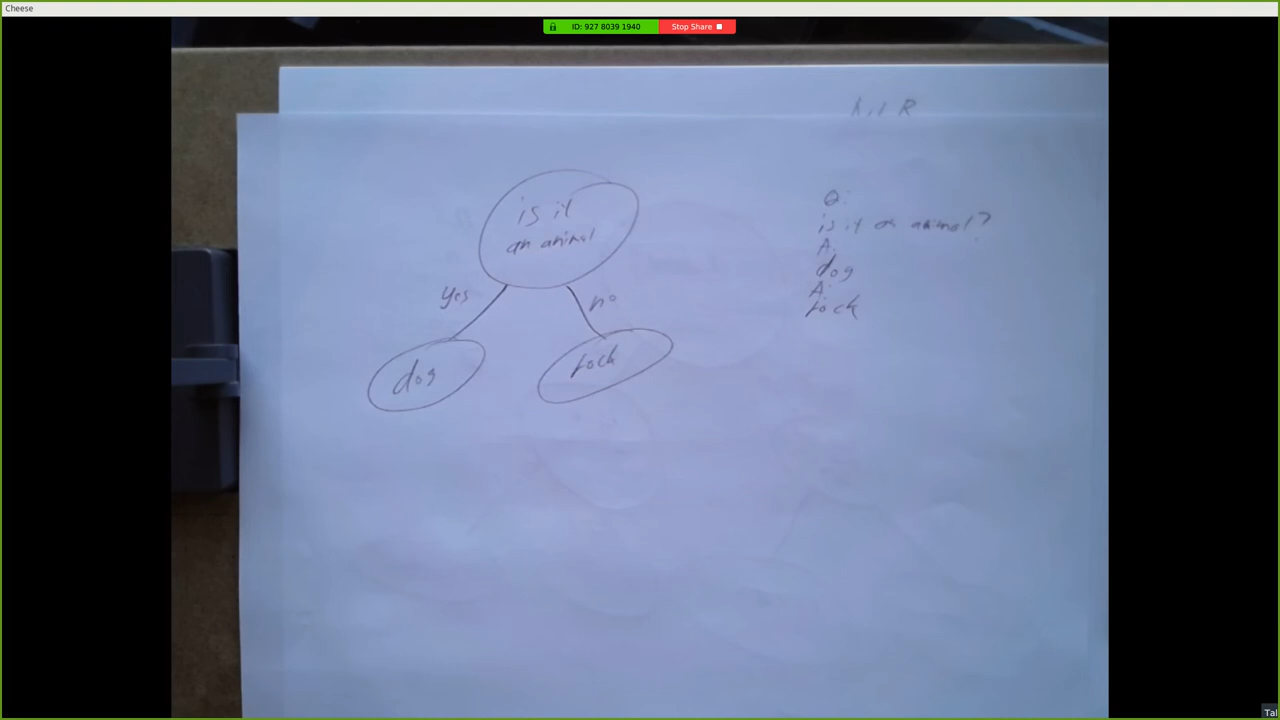 Cheese
ID: 927 8039 1940
Stop Share
is it
an animal
yes
no
dog
rock
Q:
is it an animal?
A:
dog
A:
rock
Tal